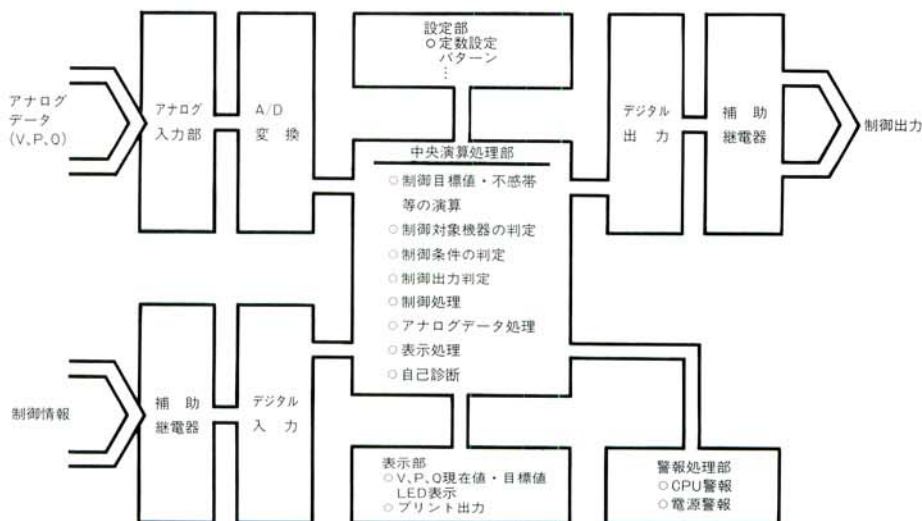 設定部
○定数設定
パターン
⋮
アナログ
データ
(V、P、Q)
アナログ
入力部
A/D
変換
中央演算処理部
○制御目標値・不感帯
等の演算
○制御対象機器の判定
○制御条件の判定
○制御出力判定
○制御処理
○アナログデータ処理
○表示処理
○自己診断
デジタル
出力
補助
継電器
制御出力
制御情報
補助
継電器
デジタル
入力
表示部
○V、P、Q現在値・目標値
LED表示
○プリント出力
警報処理部
○CPU警報
○電源警報